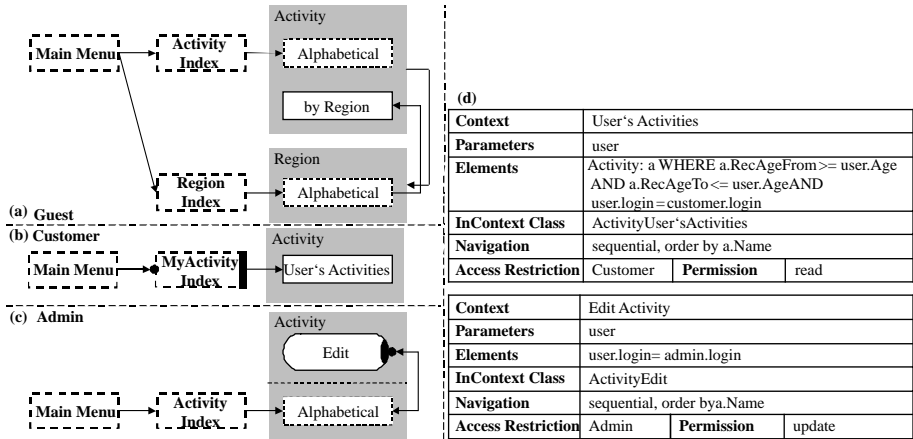 Activity
Main Menu
Activity
Index
Alphabetical
by Region
Region
Region
Index
Alphabetical
(a) Guest
(b) Customer
Activity
Main Menu
MyActivity
Index
User's Activities
(c) Admin
Activity
Edit
Main Menu
Activity
Index
Alphabetical
(d)
Context User‘s Activities
Parameters user
Elements Activity: a WHERE a.RecAgeFrom>= user.Age
AND a.RecAgeTo<= user.AgeAND
user.login=customer.login
InContext Class ActivityUser‘sActivities
Navigation sequential, order by a.Name
Access Restriction Customer Permission read
Context Edit Activity
Parameters user
Elements user.login= admin.login
InContext Class ActivityEdit
Navigation sequential, order bya.Name
Access Restriction Admin Permission update